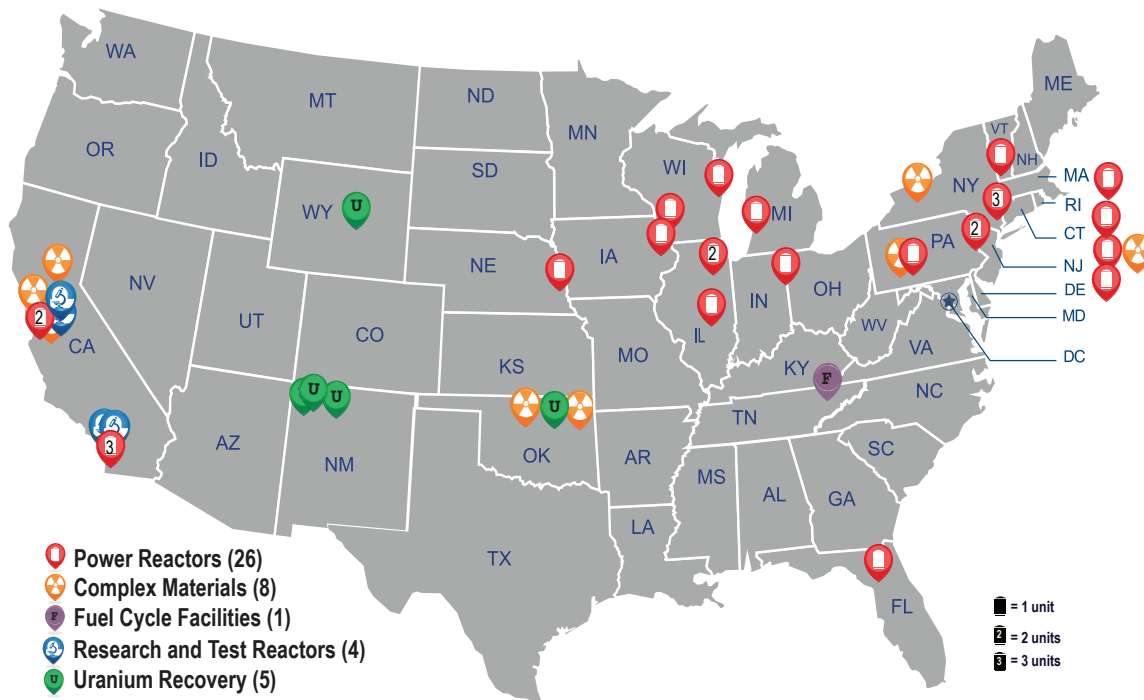 WA
ME
MT
ND
VT
MN
OR
ID
NH
WI
SD
NY
MA
WY
U
3
RI
MI
2
CT
PA
IA
2
NE
NJ
NV
OH
DE
IN
UT
IL
MD
2
CO
WV
CA
MO
VA
KS
KY
DC
F
U
U
NC
U
TN
3
AZ
OK
AR
SC
NM
MS
AL
GA
LA
TX
FL
Power Reactors (26)
Complex Materials (8)
F Fuel Cycle Facilities (1)
Research and Test Reactors (4)
U Uranium Recovery (5)
= 1 unit
2 = 2 units
3 = 3 units